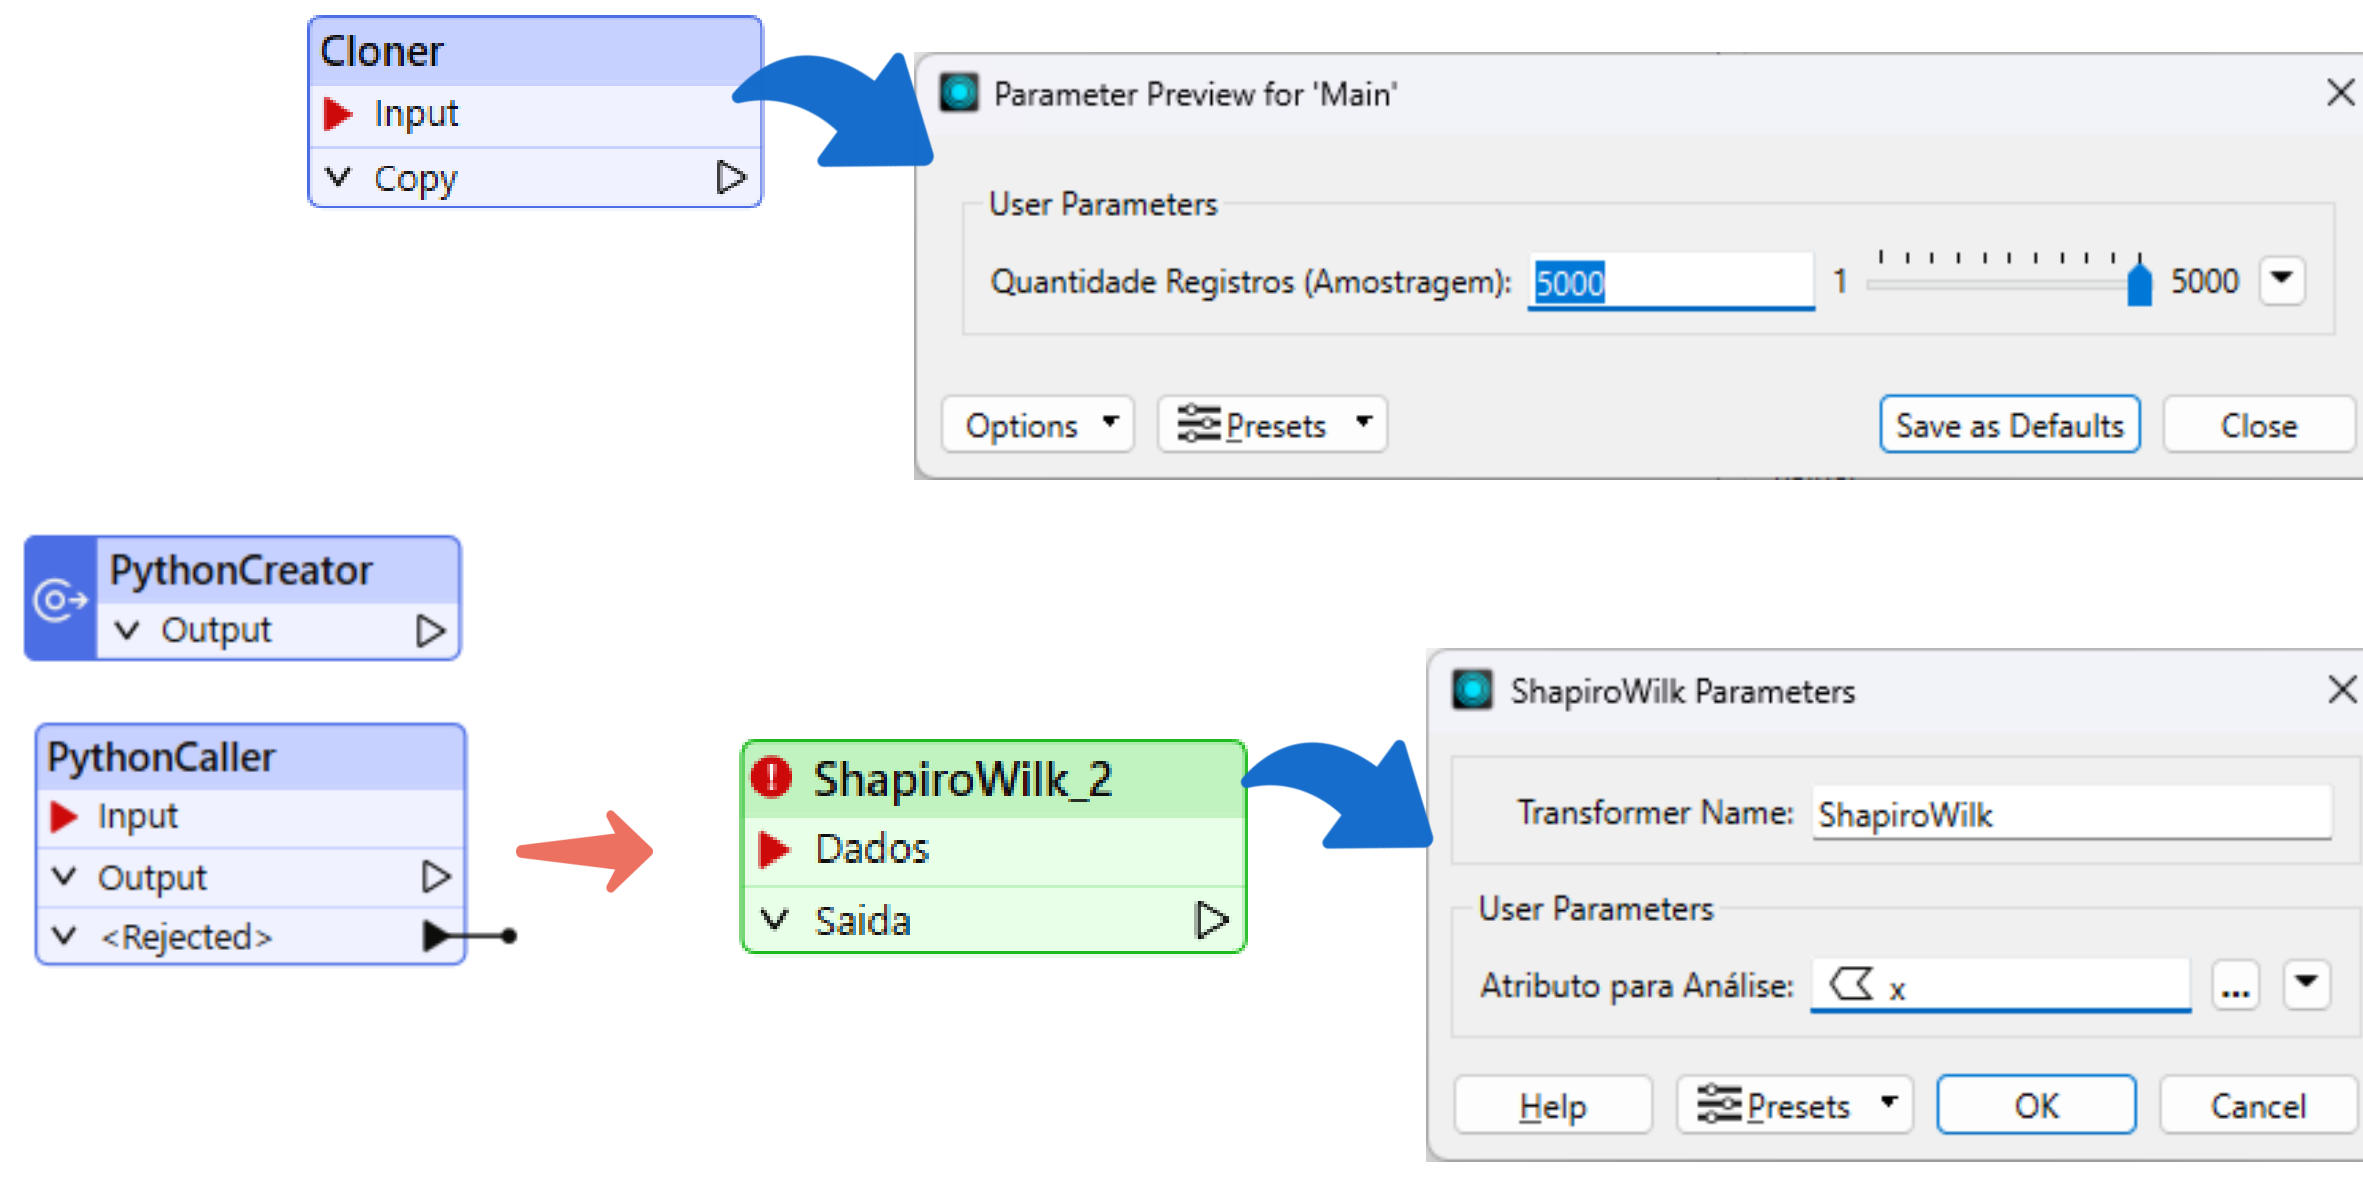 Cloner
Input
Copy
Parameter Preview for 'Main'
User Parameters
Quantidade Registros (Amostragem): 5000 1 5000
Options Presets Save as Defaults Close
PythonCreator
Output
PythonCaller
Input
Output
<Rejected>
ShapiroWilk_2
Dados
Saida
ShapiroWilk Parameters
Transformer Name: ShapiroWilk
User Parameters
Atributo para Análise: x ...
Help Presets OK Cancel